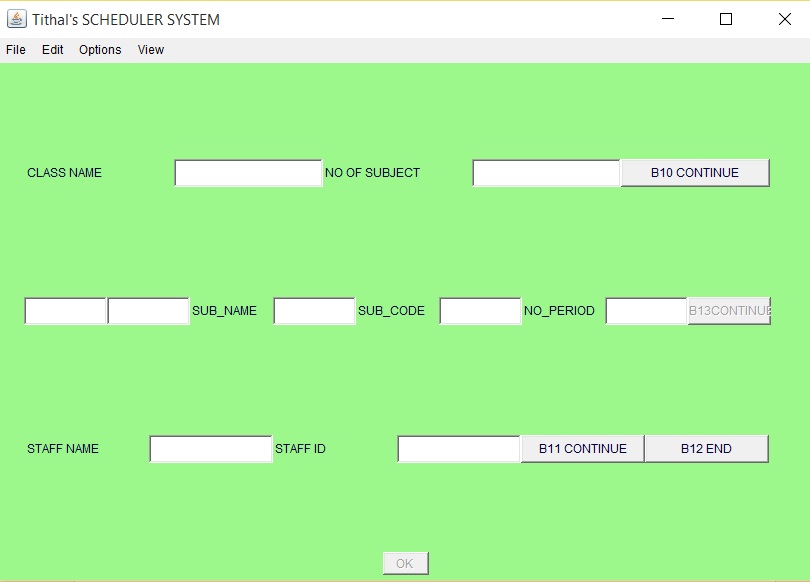 Tithal's SCHEDULER SYSTEM
File Edit Options View
CLASS NAME NO OF SUBJECT B10 CONTINUE
SUB_NAME SUB_CODE NO_PERIOD B13CONTINUE
STAFF NAME STAFF ID B11 CONTINUE B12 END
OK